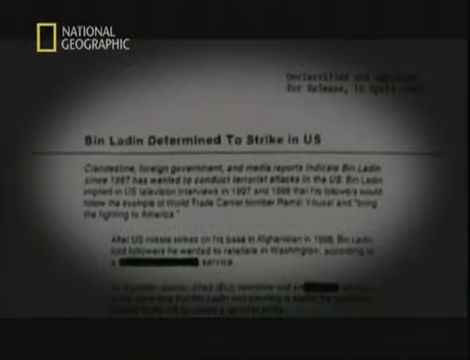 NATIONAL
GEOGRAPHIC
Declassified and Approved
for Release, 10 April
Bin Ladin Determined To Strike in US
Clandestine, foreign government, and media reports indicate Bin Ladin
since 1997 has wanted to conduct terrorist attacks in the US. Bin Ladin
implied in US television interviews in 1997 and 1998 that his followers would
follow the example of World Trade Center bomber Ramzi Yousef and "bring
the fighting to America."
After US missile strikes on his base in Afghanistan in 1998, Bin Ladin
told followers he wanted to retaliate in Washington, according to
a service.
(EIJ) operative told